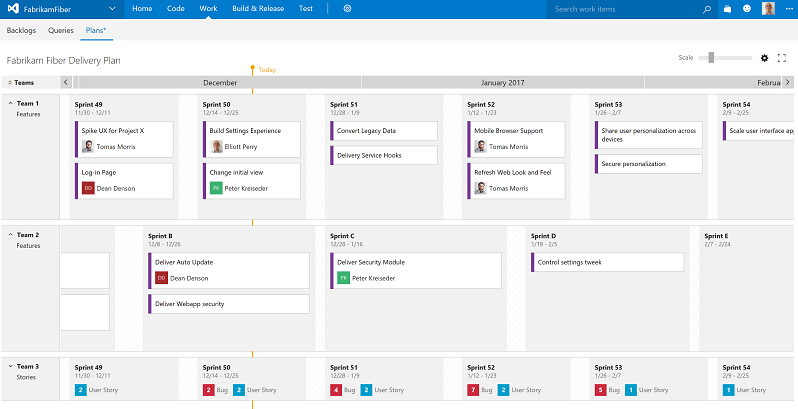 FabrikamFiber Home Code Work Build & Release Test Search work items
Backlogs Queries Plans*
Fabrikam Fiber Delivery Plan
Scale
Today
Teams December January 2017 Februa
Team 1
Features
Sprint 49
11/30 - 12/11
Spike UX for Project X
Tomas Morris
Log-in Page
DD Dean Denson
Sprint 50
12/14 - 12/25
Build Settings Experience
Elliott Perry
Change initial view
PK Peter Kreiseder
Sprint 51
12/28 - 1/9
Convert Legacy Data
Delivery Service Hooks
Sprint 52
1/12 - 1/23
Mobile Browser Support
Tomas Morris
Refresh Web Look and Feel
Tomas Morris
Sprint 53
1/26 - 2/7
Share user personalization across
devices
Secure personalization
Sprint 54
2/9 - 2/25
Scale user interface app
Team 2
Features
Sprint B
12/8 - 12/26
Deliver Auto Update
DD Dean Denson
Deliver Webapp security
Sprint C
12/28 - 1/16
Deliver Security Module
PK Peter Kreiseder
Sprint D
1/19 - 2/5
Control settings tweek
Sprint E
2/7 - 2/24
Team 3
Stories
Sprint 49
11/30 - 12/11
2 User Story
Sprint 50
12/14 - 12/25
2 Bug 2 User Story
Sprint 51
12/28 - 1/9
4 Bug 2 User Story
Sprint 52
1/12 - 1/23
7 Bug 2 User Story
Sprint 53
1/26 - 2/7
5 Bug 1 User Story
Sprint 54
2/9 - 2/25
1 User Story